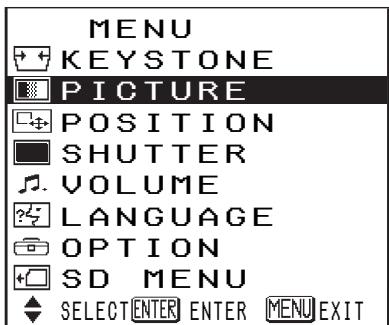 MENU
KEYSTONE
PICTURE
POSITION
SHUTTER
VOLUME
LANGUAGE
OPTION
SD MENU
SELECT ENTER ENTER MENU EXIT